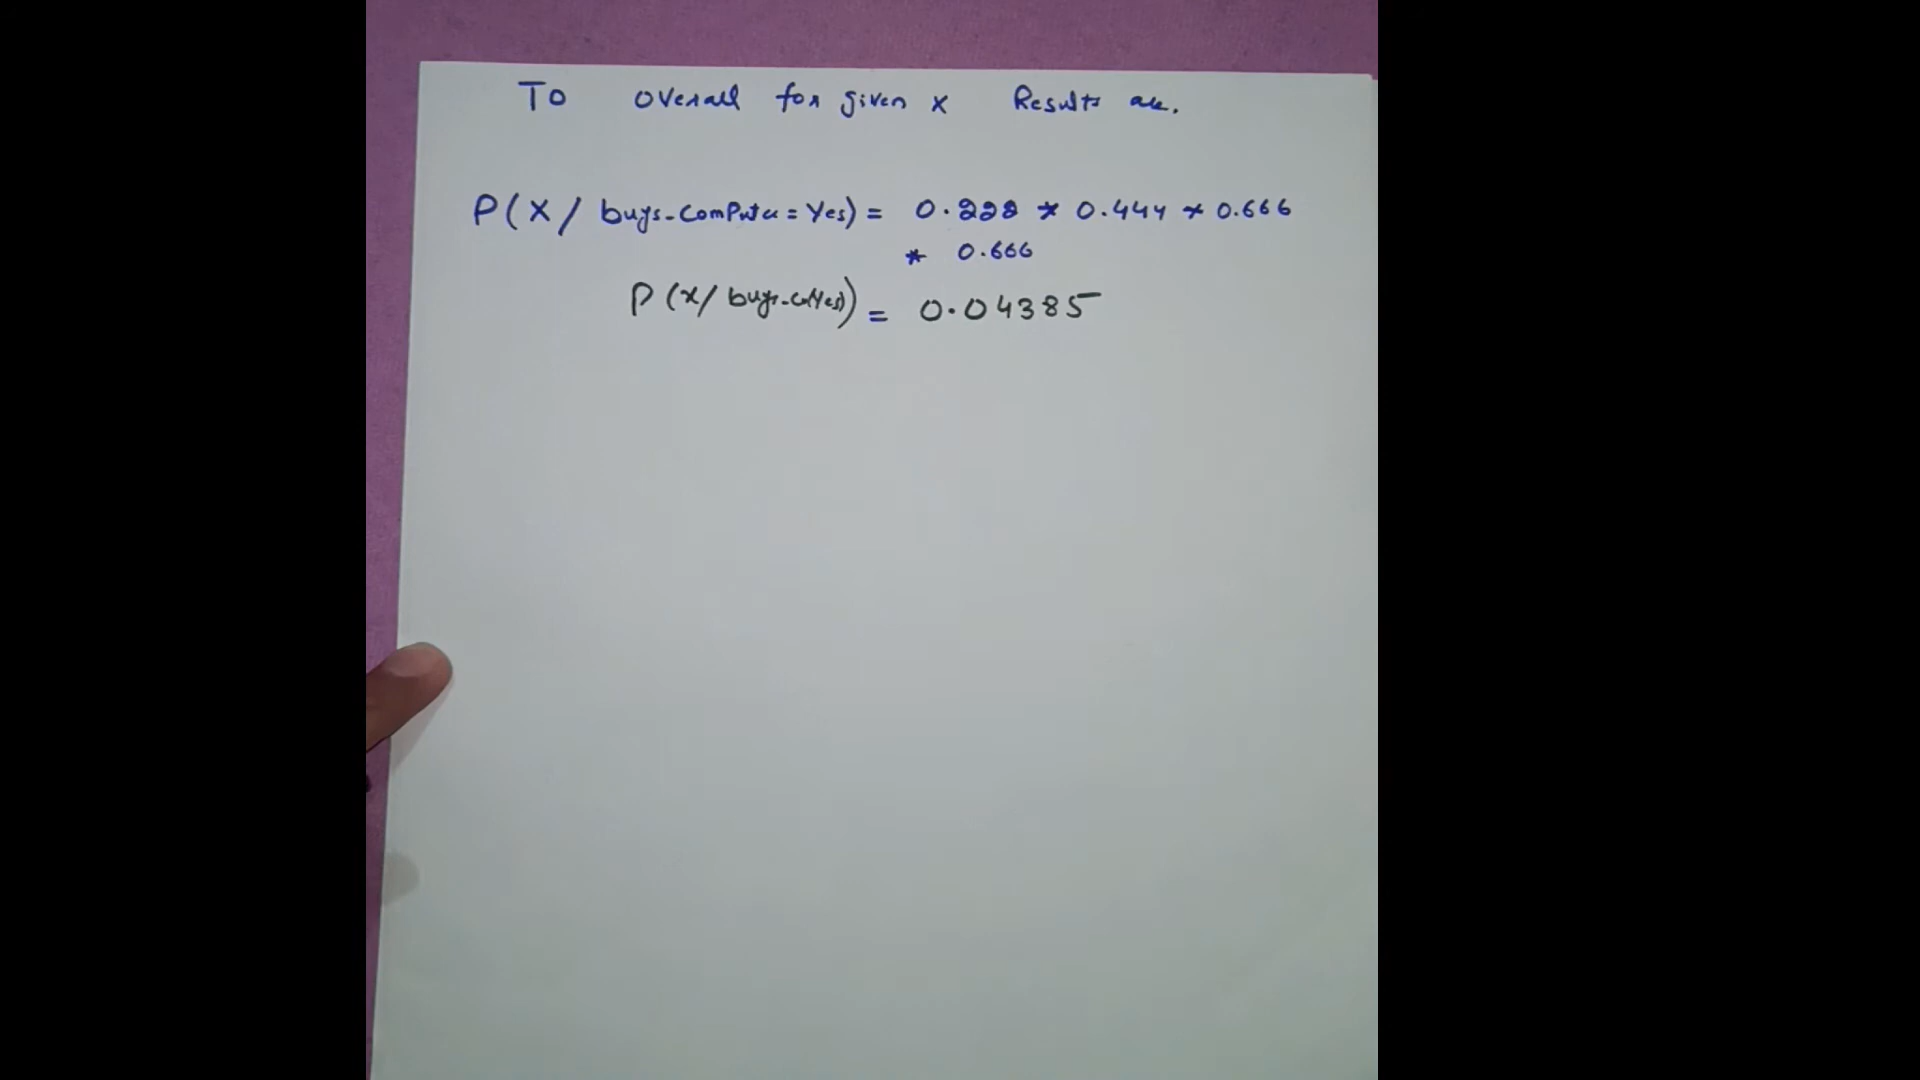 To overall for given x Results are.
P(X/ buys-computer=Yes) = 0.222 * 0.444 * 0.666
* 0.666
P(x/ buys-co(Yes)) = 0.04385